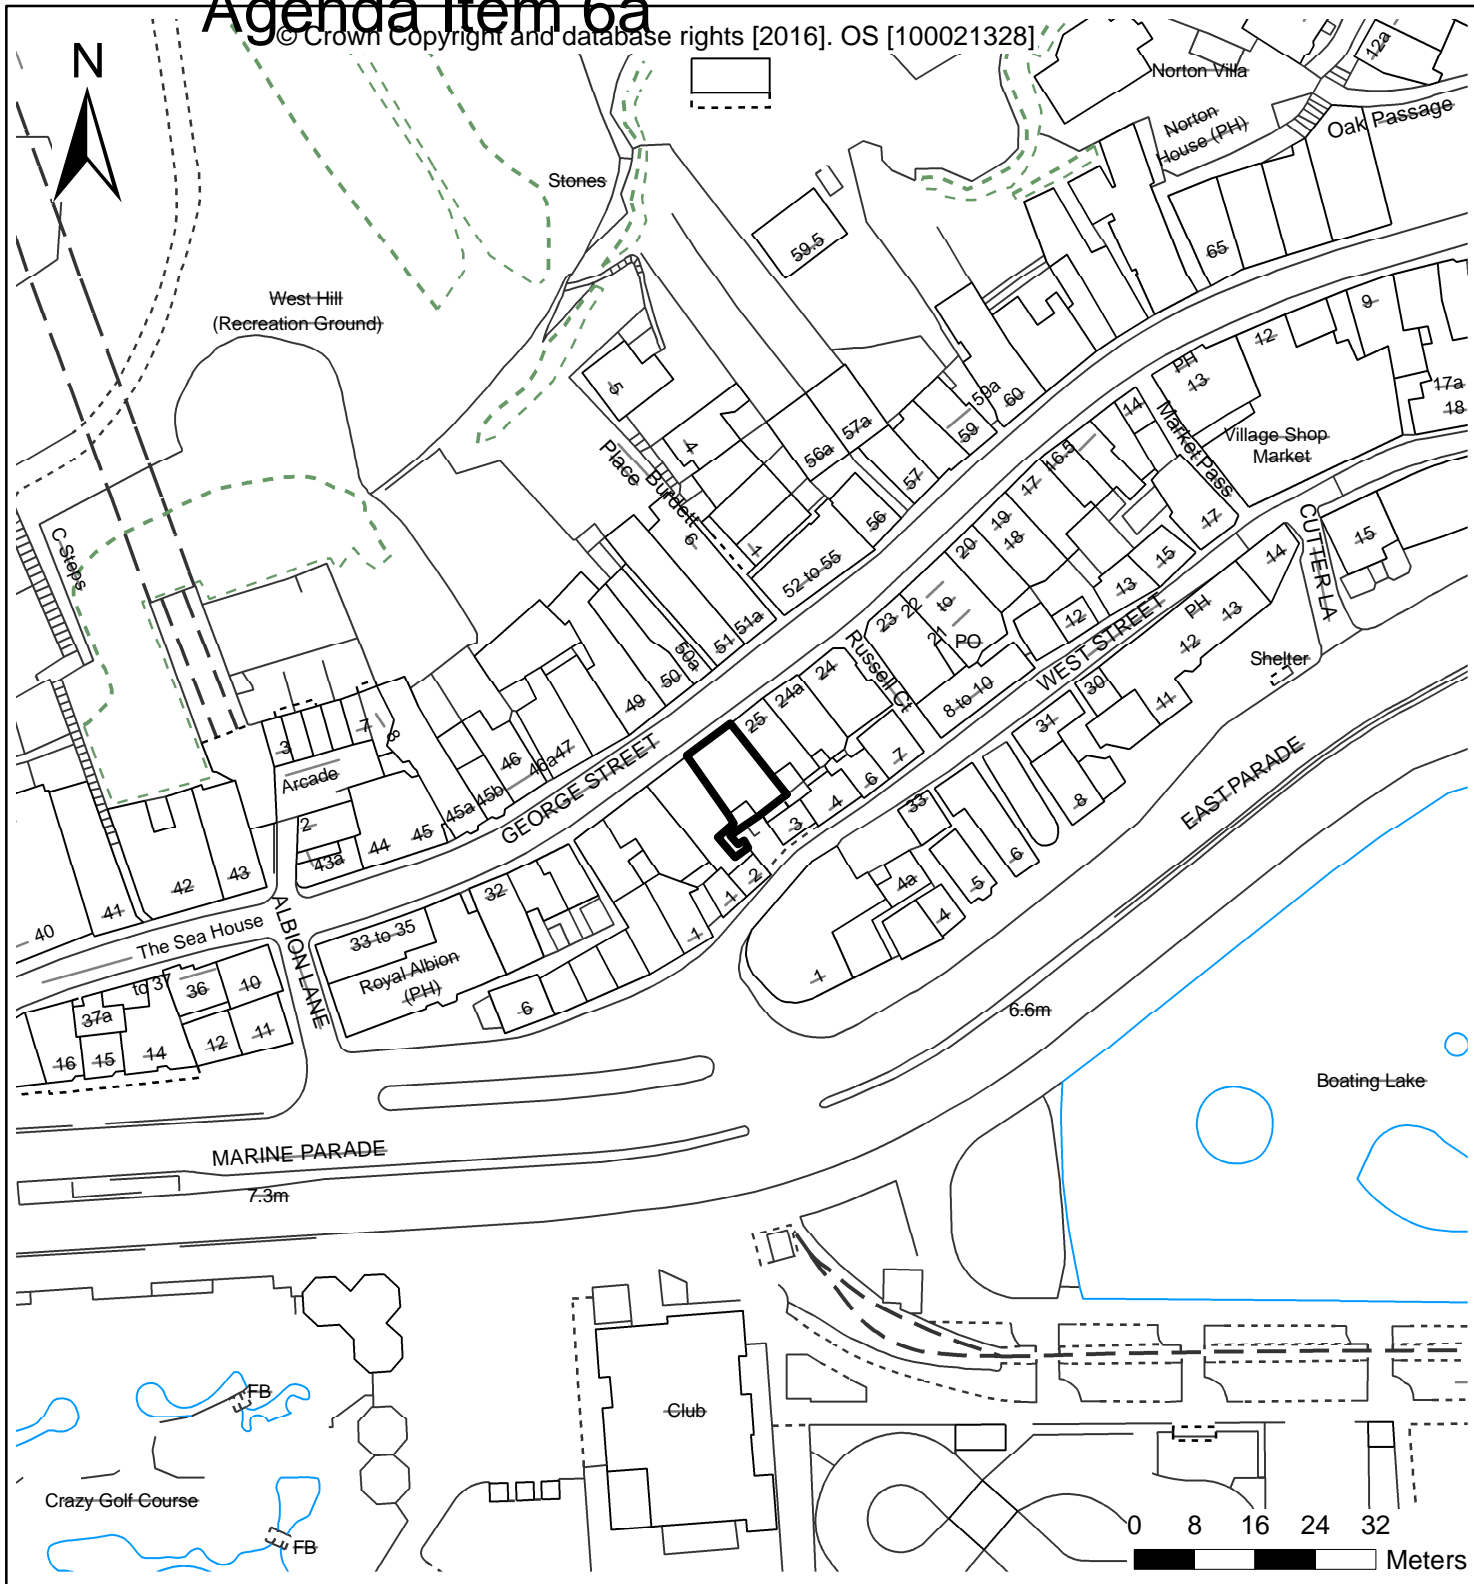 Agenda Item 6a
© Crown Copyright and database rights [2016]. OS [100021328]
N
Norton Villa
12a
Norton
House (PH)
Oak Passage
Stones
59.5
65
West Hill
(Recreation Ground)
9
12
PH
13
17a
18
5
4
Place
Burdett
6
1
56a
57a
59a
60
59
57
56
52 to 55
14
Market Pass
Village Shop
Market
16.5
17
19
18
20
17
15
13
12
CUTTER LA
15
14
C Steps
51a
51
50a
50
49
23
22
to
21
PO
Russell Ct
8 to 10
WEST STREET
PH
13
12
11
30
31
Shelter
24
24a
25
7
6
4
3
2
1
1
3
7
8
Arcade
2
43a
44
45
45a
45b
46
46a
47
GEORGE STREET
33
8
6
5
4a
4
1
EAST PARADE
40
41
42
43
The Sea House
ALBION LANE
32
33 to 35
Royal Albion
(PH)
6
to 37
36
10
37a
16
15
14
12
11
6.6m
Boating Lake
MARINE PARADE
7.3m
FB
Club
Crazy Golf Course
FB
0 8 16 24 32
Meters